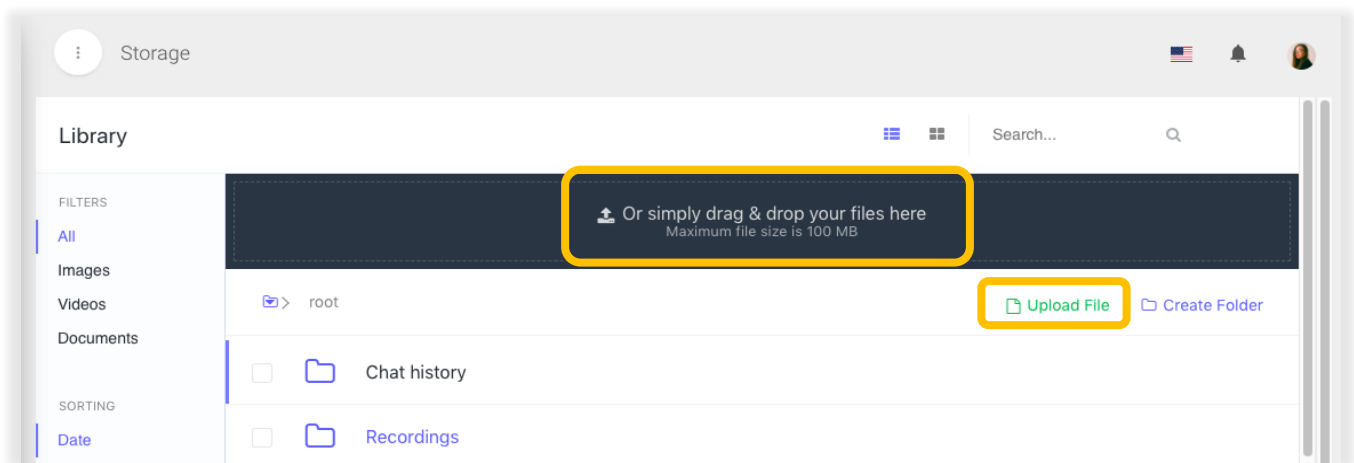 Storage
Library
Search...
FILTERS
All
Images
Videos
Documents
SORTING
Date
Or simply drag & drop your files here
Maximum file size is 100 MB
root
Upload File
Create Folder
Chat history
Recordings